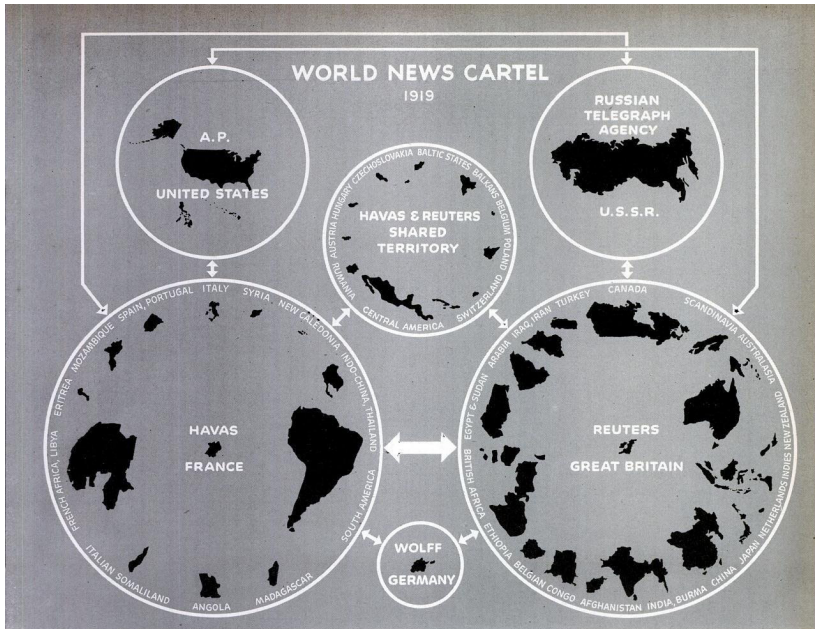 WORLD NEWS CARTEL
1919
A.P.
UNITED STATES
RUSSIAN
TELEGRAPH
AGENCY
U.S.S.R.
AUSTRIA HUNGARY CZECHOSLOVAKIA BALTIC STATES BALKANS BELGIUM POLAND
HAVAS & REUTERS
SHARED
TERRITORY
RUMANIA CENTRAL AMERICA SWITZERLAND
FRENCH AFRICA, LIBYA ERITREA MOZAMBIQUE SPAIN, PORTUGAL ITALY SYRIA NEW CALEDONIA INDO-CHINA, THAILAND
HAVAS
FRANCE
ITALIAN SOMALILAND ANGOLA MADAGASCAR SOUTH AMERICA
EGYPT & SUDAN ARABIA IRAQ, IRAN TURKEY CANADA SCANDINAVIA AUSTRALASIA
REUTERS
GREAT BRITAIN
BRITISH AFRICA ETHIOPIA BELGIAN CONGO AFGHANISTAN INDIA, BURMA CHINA JAPAN NETHERLANDS INDIES NEW ZEALAND
WOLFF
GERMANY